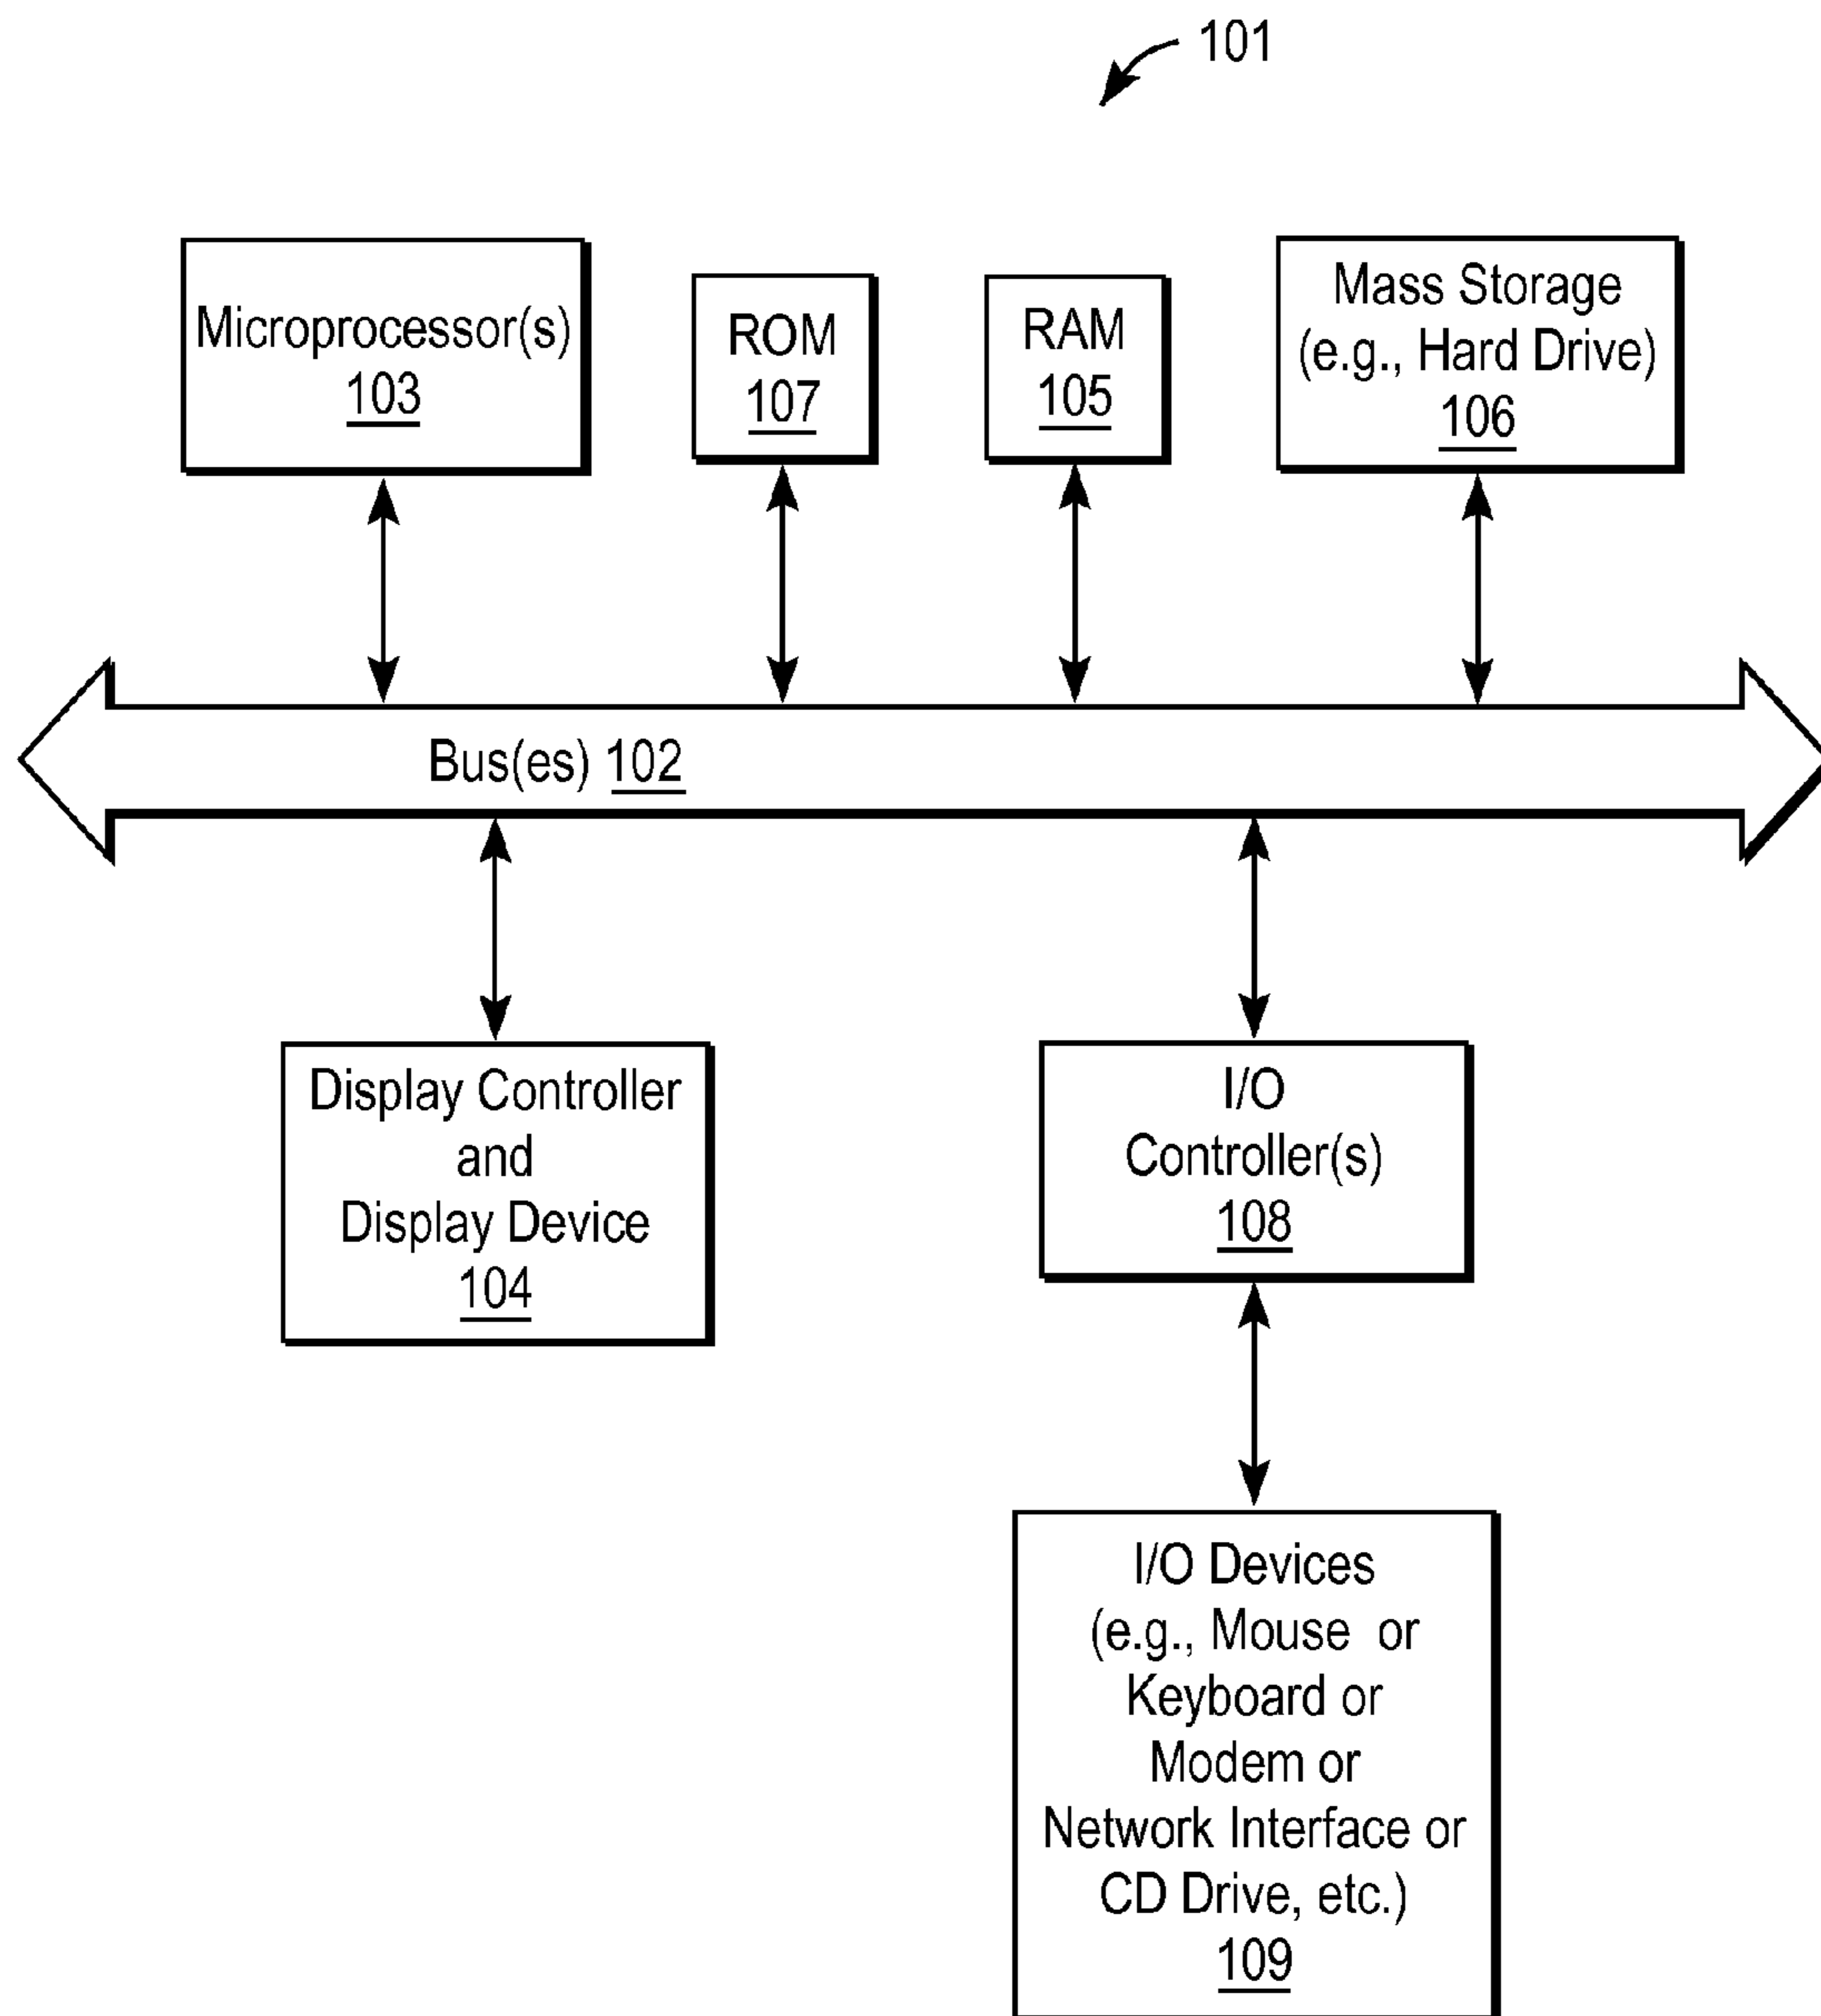 101
Microprocessor(s)
103
ROM
107
RAM
105
Mass Storage
(e.g., Hard Drive)
106
Bus(es) 102
Display Controller
and
Display Device
104
I/O
Controller(s)
108
I/O Devices
(e.g., Mouse or
Keyboard or
Modem or
Network Interface or
CD Drive, etc.)
109